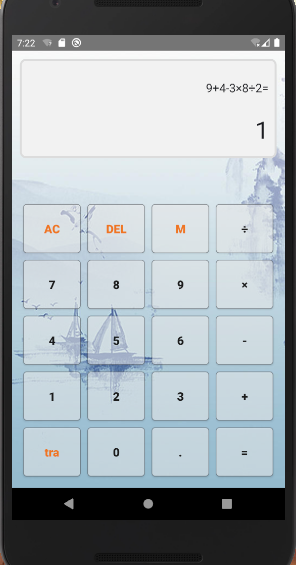 7:22
9+4-3×8÷2=
1
AC DEL M ÷
7 8 9 ×
4 5 6 -
1 2 3 +
tra 0 . =